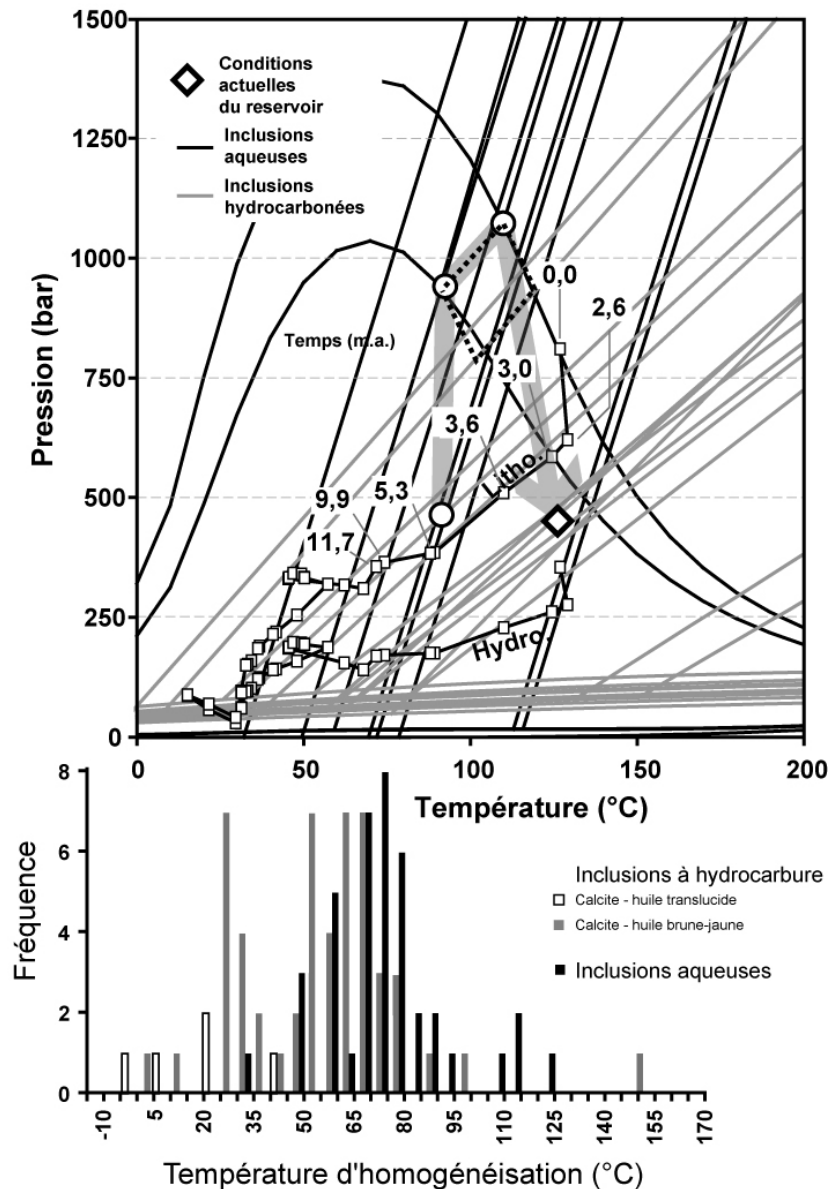 1500
1250
1000
750
500
250
0
Pression (bar)
Conditions
actuelles
du reservoir
Inclusions
aqueuses
Inclusions
hydrocarbonées
Temps (m.a.)
0,0
2,6
3,0
3,6
5,3
9,9
11,7
Litho.
Hydro.
0
50
100
150
200
Température (°C)
8
6
4
2
0
Fréquence
Inclusions à hydrocarbure
Calcite - huile translucide
Calcite - huile brune-jaune
Inclusions aqueuses
-10
5
20
35
50
65
80
95
110
125
140
155
170
Température d'homogénéisation (°C)